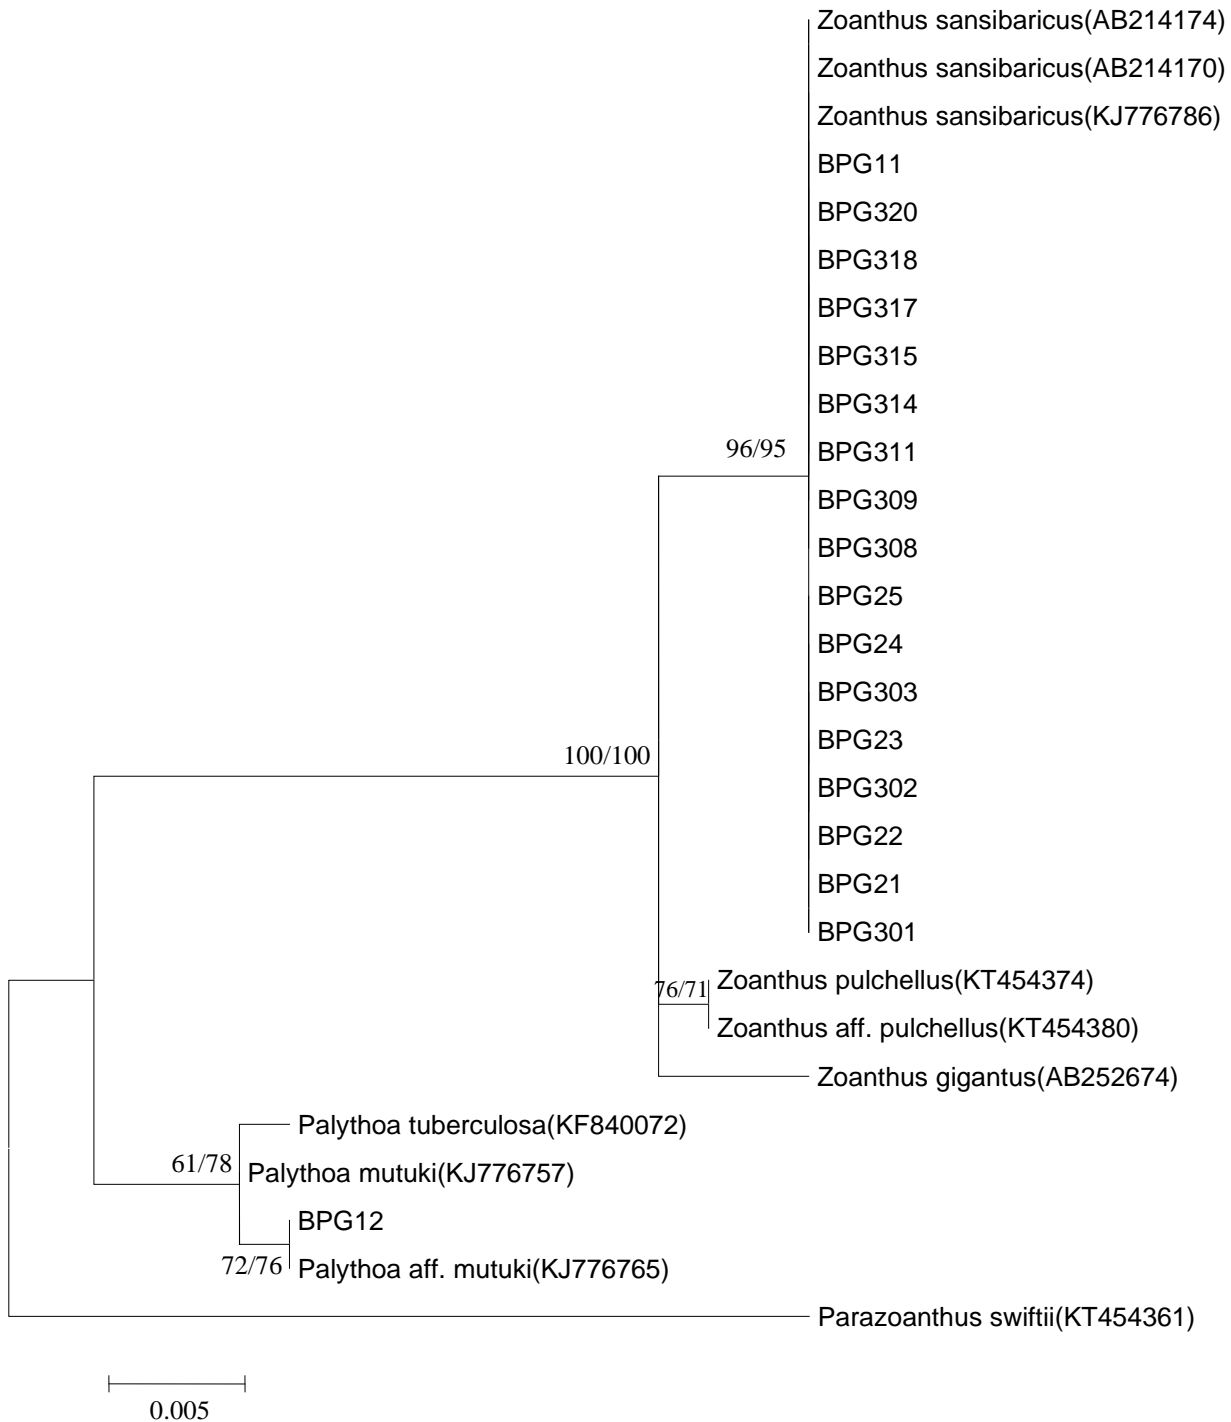 Zoanthus sansibaricus(AB214174)
Zoanthus sansibaricus(AB214170)
Zoanthus sansibaricus(KJ776786)
BPG11
BPG320
BPG318
BPG317
BPG315
BPG314
96/95
BPG311
BPG309
BPG308
BPG25
BPG24
BPG303
BPG23
100/100
BPG302
BPG22
BPG21
BPG301
76/71
Zoanthus pulchellus(KT454374)
Zoanthus aff. pulchellus(KT454380)
Zoanthus gigantus(AB252674)
Palythoa tuberculosa(KF840072)
61/78
Palythoa mutuki(KJ776757)
BPG12
72/76
Palythoa aff. mutuki(KJ776765)
Parazoanthus swiftii(KT454361)
0.005